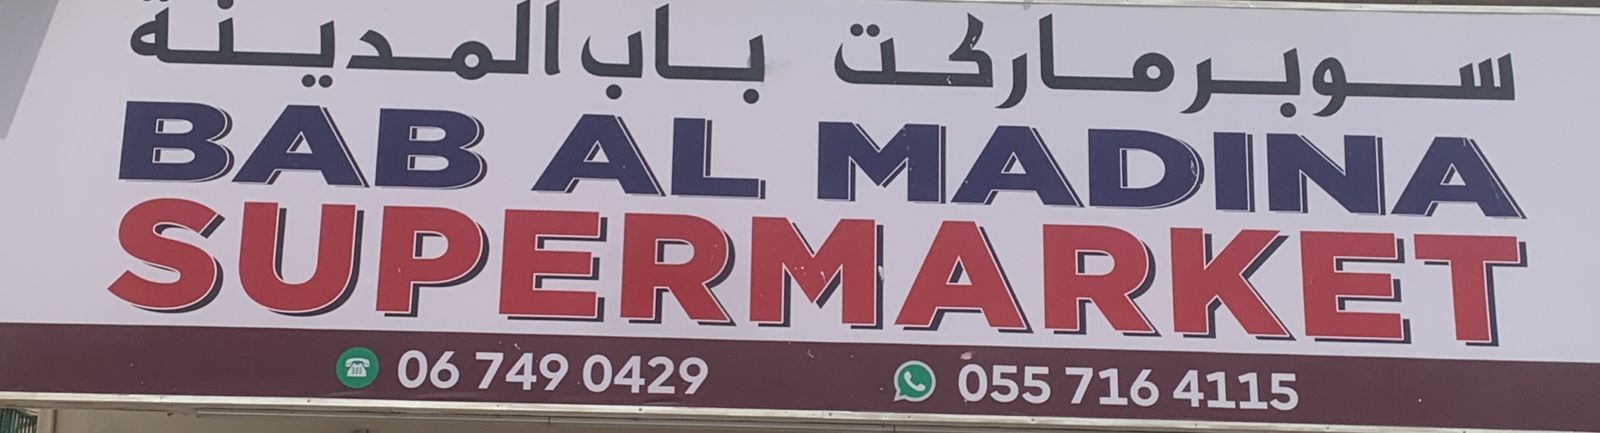 سوبر ماركت باب المدينة
BAB AL MADINA
SUPERMARKET
06 749 0429 055 716 4115